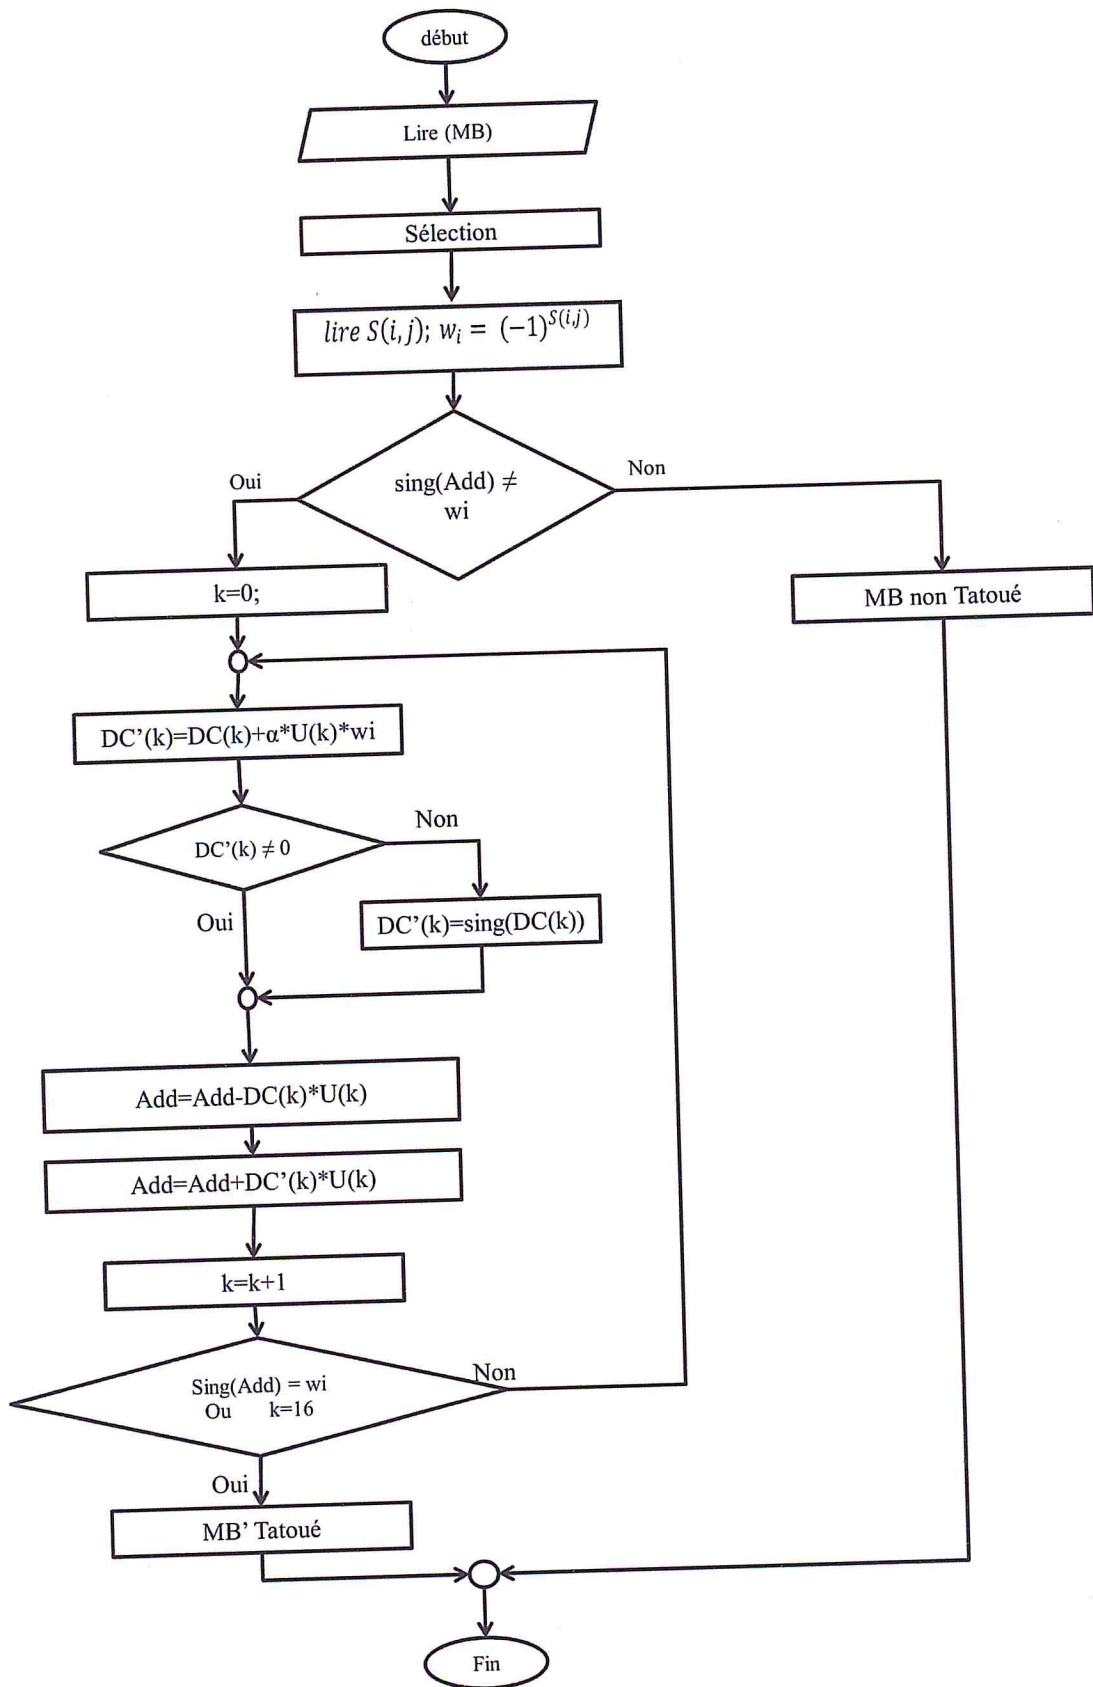 début
Lire (MB)
Sélection
lire S(i,j); w_i = (-1)^{S(i,j)}
sing(Add) ≠
wi
Oui
Non
k=0;
MB non Tatoué
DC’(k)=DC(k)+α*U(k)*wi
DC’(k) ≠ 0
Non
Oui
DC’(k)=sing(DC(k))
Add=Add-DC(k)*U(k)
Add=Add+DC’(k)*U(k)
k=k+1
Sing(Add) = wi
Ou k=16
Non
Oui
MB’ Tatoué
Fin